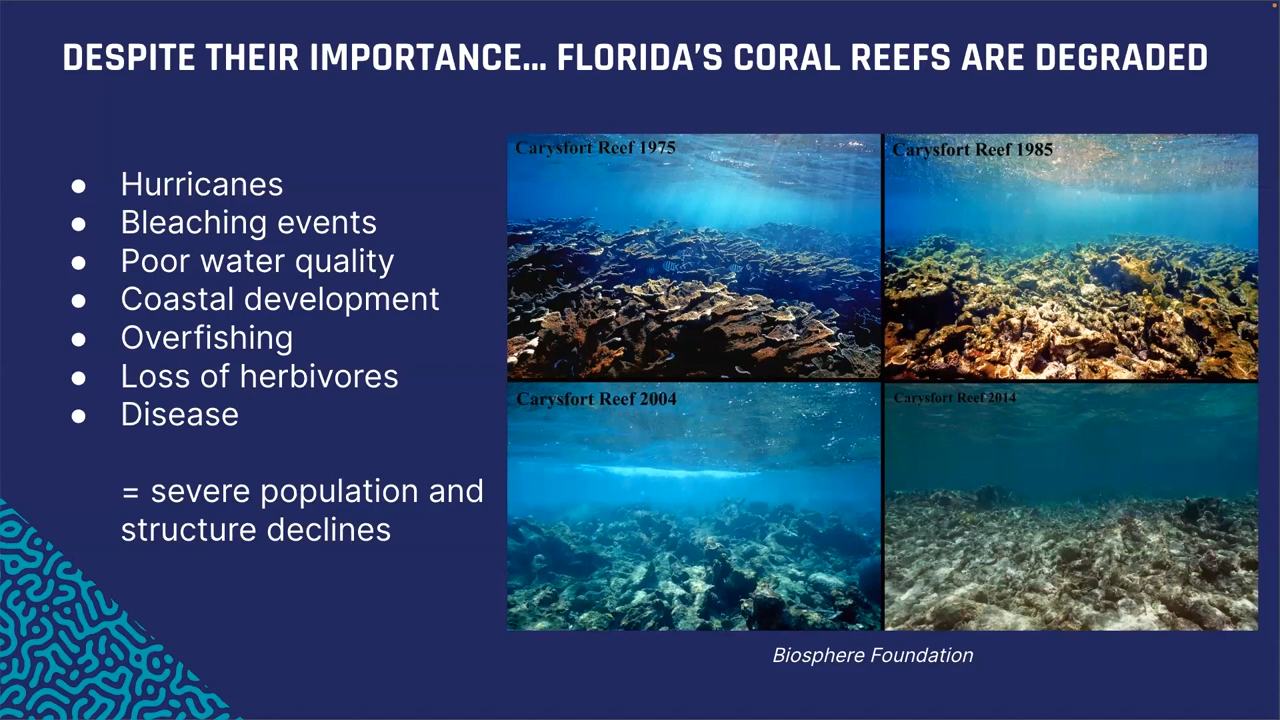 DESPITE THEIR IMPORTANCE... FLORIDA'S CORAL REEFS ARE DEGRADED
● Hurricanes
● Bleaching events
● Poor water quality
● Coastal development
● Overfishing
● Loss of herbivores
● Disease
= severe population and
structure declines
Carysfort Reef 1975
Carysfort Reef 1985
Carysfort Reef 2004
Carysfort Reef 2014
Biosphere Foundation